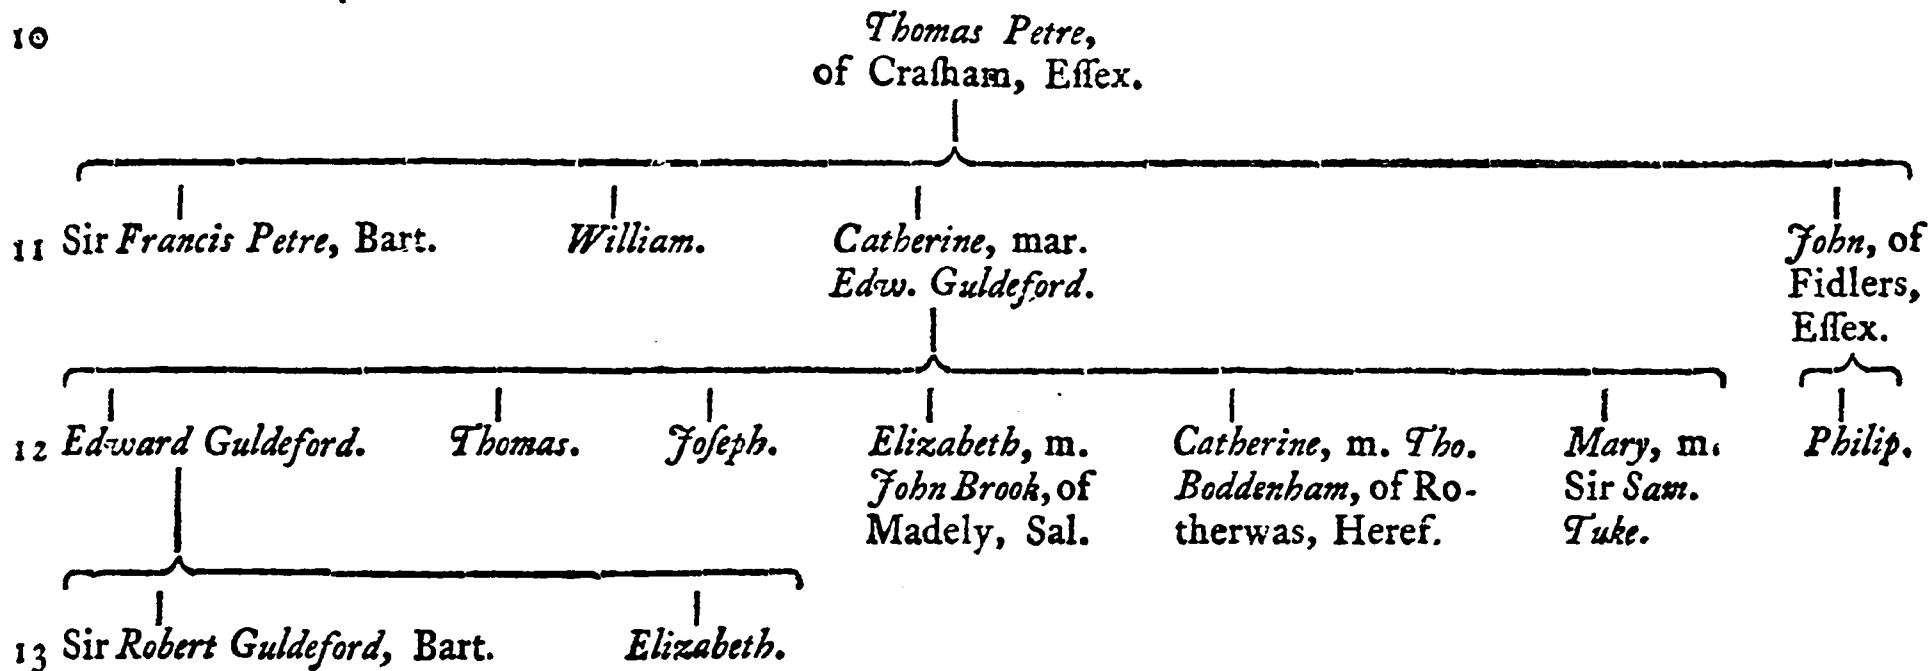 10
Thomas Petre,
of Craſham, Eſſex.
11 Sir Francis Petre, Bart.
William.
Catherine, mar.
Edw. Guldeford.
John, of
Fidlers,
Eſſex.
12 Edward Guldeford.
Thomas.
Joſeph.
Elizabeth, m.
John Brook, of
Madely, Sal.
Catherine, m. Tho.
Boddenham, of Ro-
therwas, Heref.
Mary, m.
Sir Sam.
Tuke.
Philip.
13 Sir Robert Guldeford, Bart.
Elizabeth.